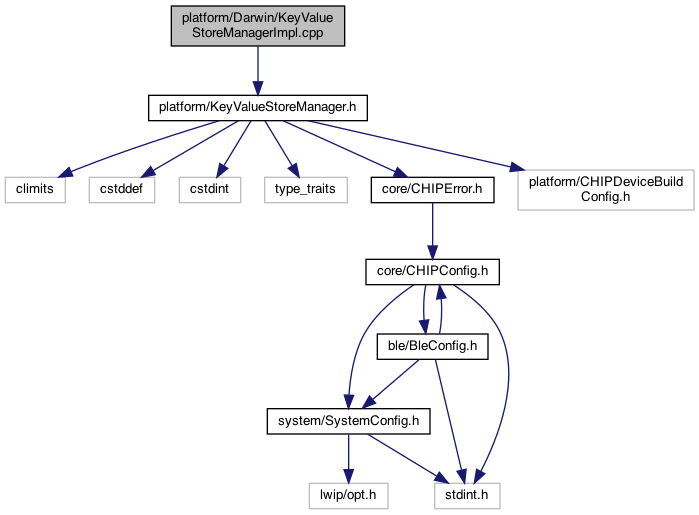 platform/Darwin/KeyValue
StoreManagerImpl.cpp
platform/KeyValueStoreManager.h
climits
cstddef
cstdint
type_traits
core/CHIPError.h
platform/CHIPDeviceBuild
Config.h
core/CHIPConfig.h
ble/BleConfig.h
system/SystemConfig.h
lwip/opt.h
stdint.h